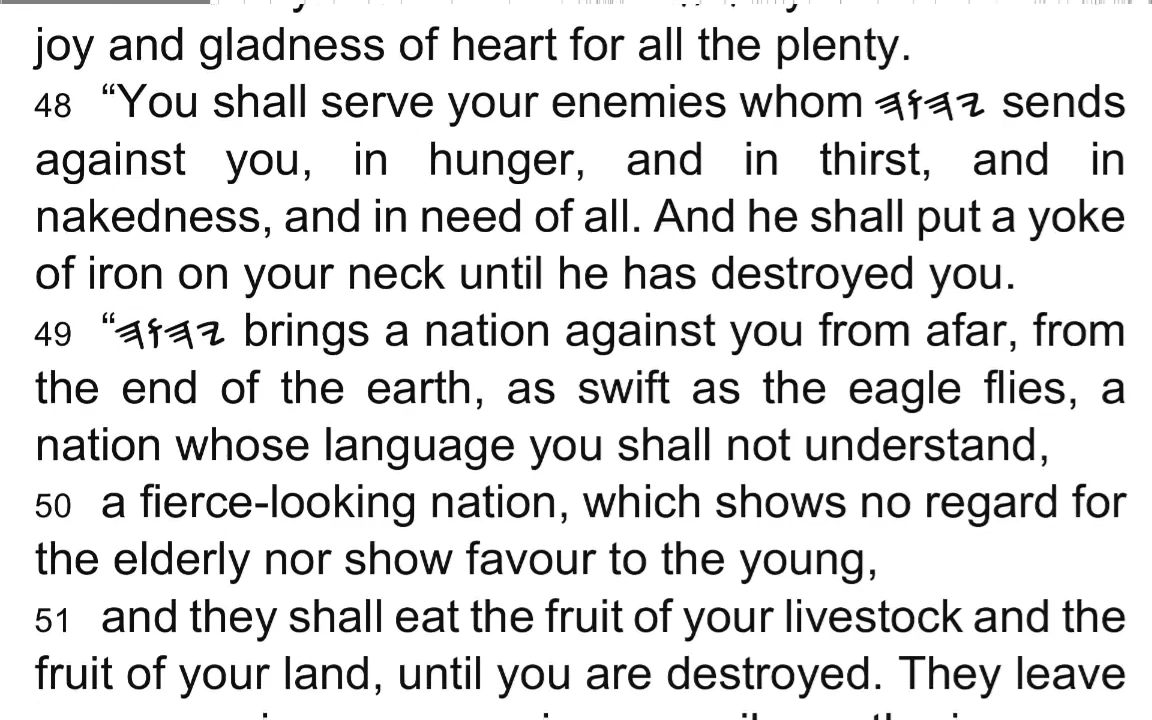 joy and gladness of heart for all the plenty.
48 “You shall serve your enemies whom 𐤉𐤄𐤅𐤄 sends
against you, in hunger, and in thirst, and in
nakedness, and in need of all. And he shall put a yoke
of iron on your neck until he has destroyed you.
49 “𐤉𐤄𐤅𐤄 brings a nation against you from afar, from
the end of the earth, as swift as the eagle flies, a
nation whose language you shall not understand,
50 a fierce-looking nation, which shows no regard for
the elderly nor show favour to the young,
51 and they shall eat the fruit of your livestock and the
fruit of your land, until you are destroyed. They leave